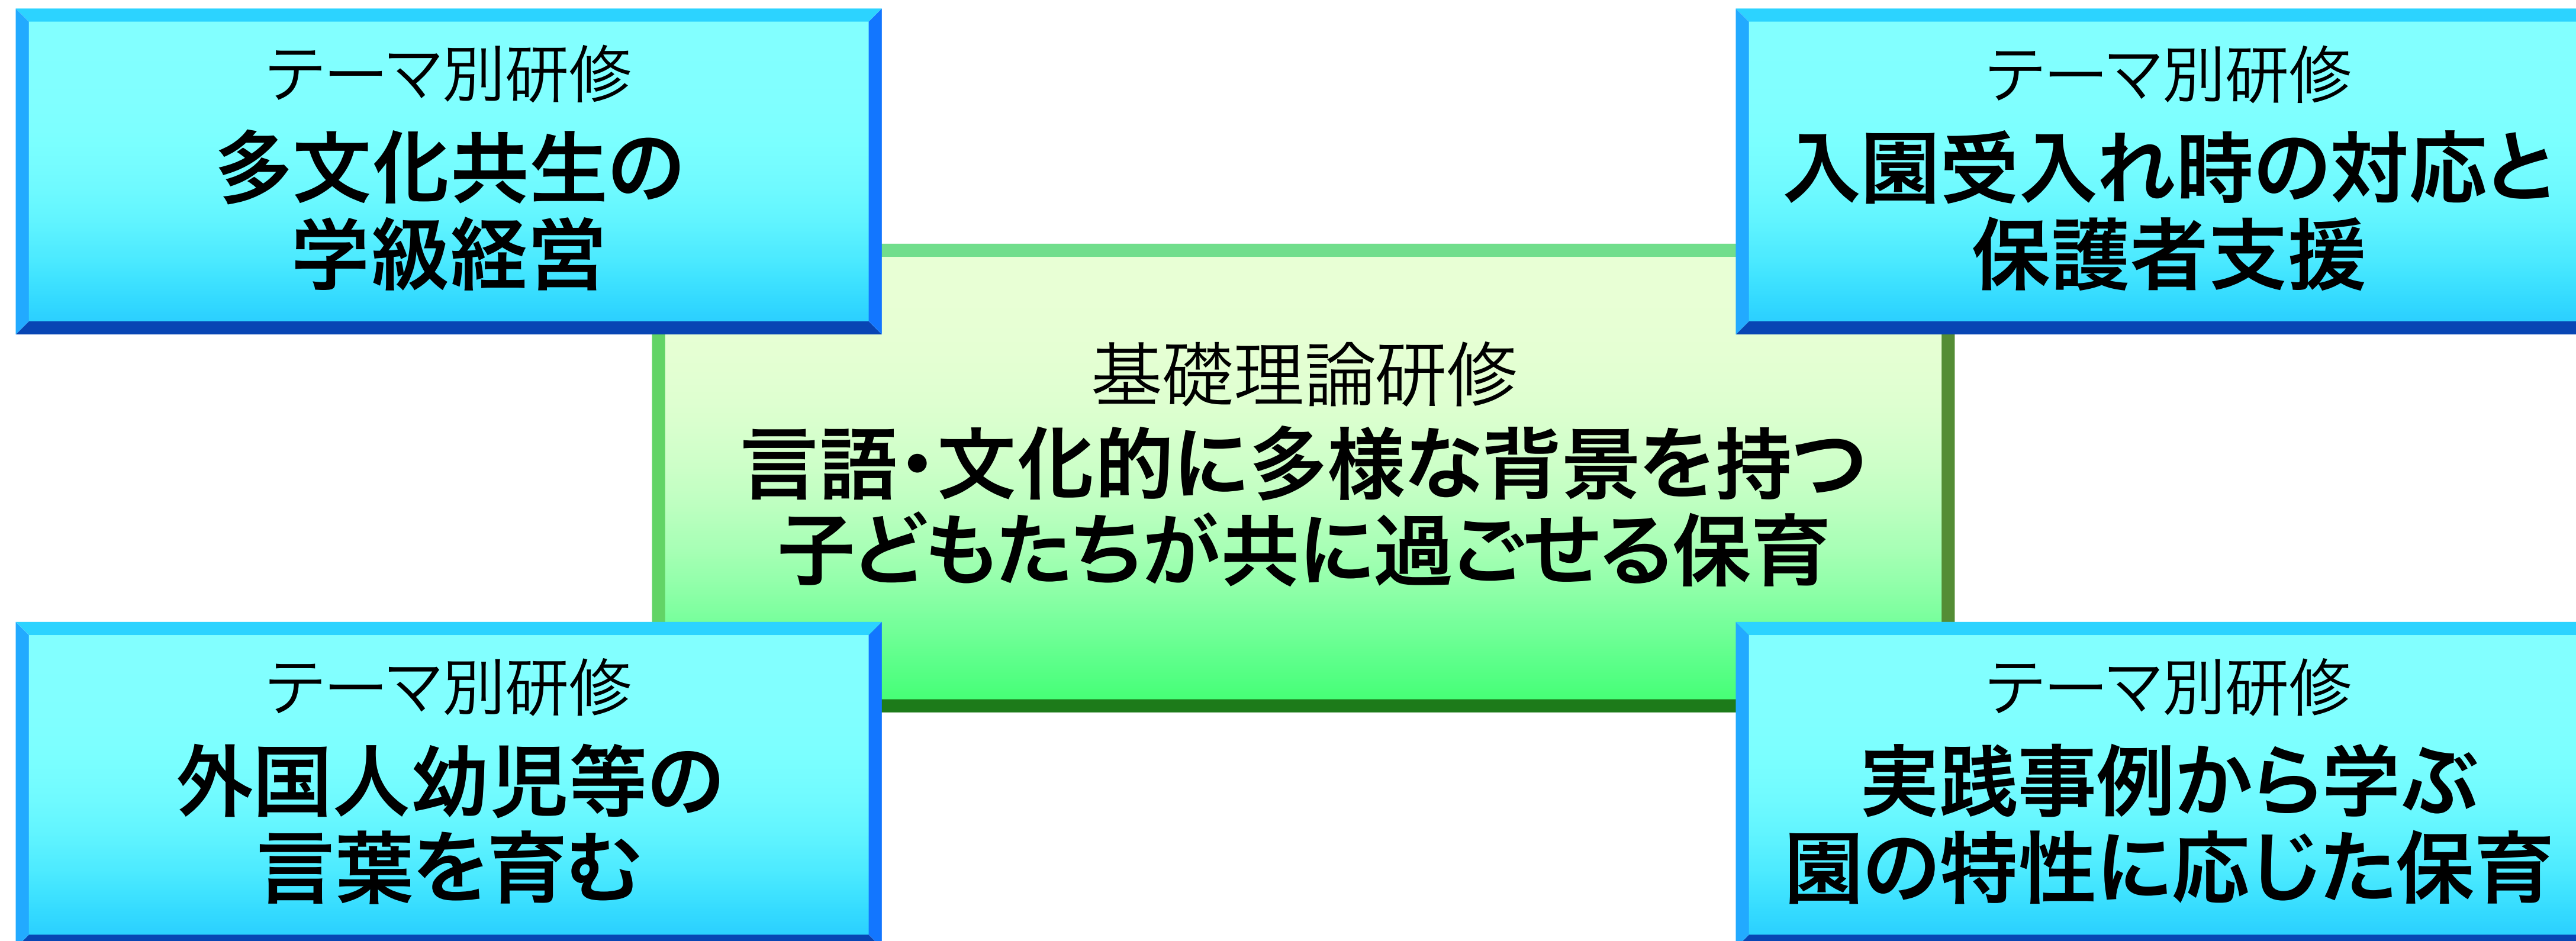 テーマ別研修
多文化共生の
学級経営
テーマ別研修
入園受入れ時の対応と
保護者支援
基礎理論研修
言語・文化的に多様な背景を持つ
子どもたちが共に過ごせる保育
テーマ別研修
外国人幼児等の
言葉を育む
テーマ別研修
実践事例から学ぶ
園の特性に応じた保育